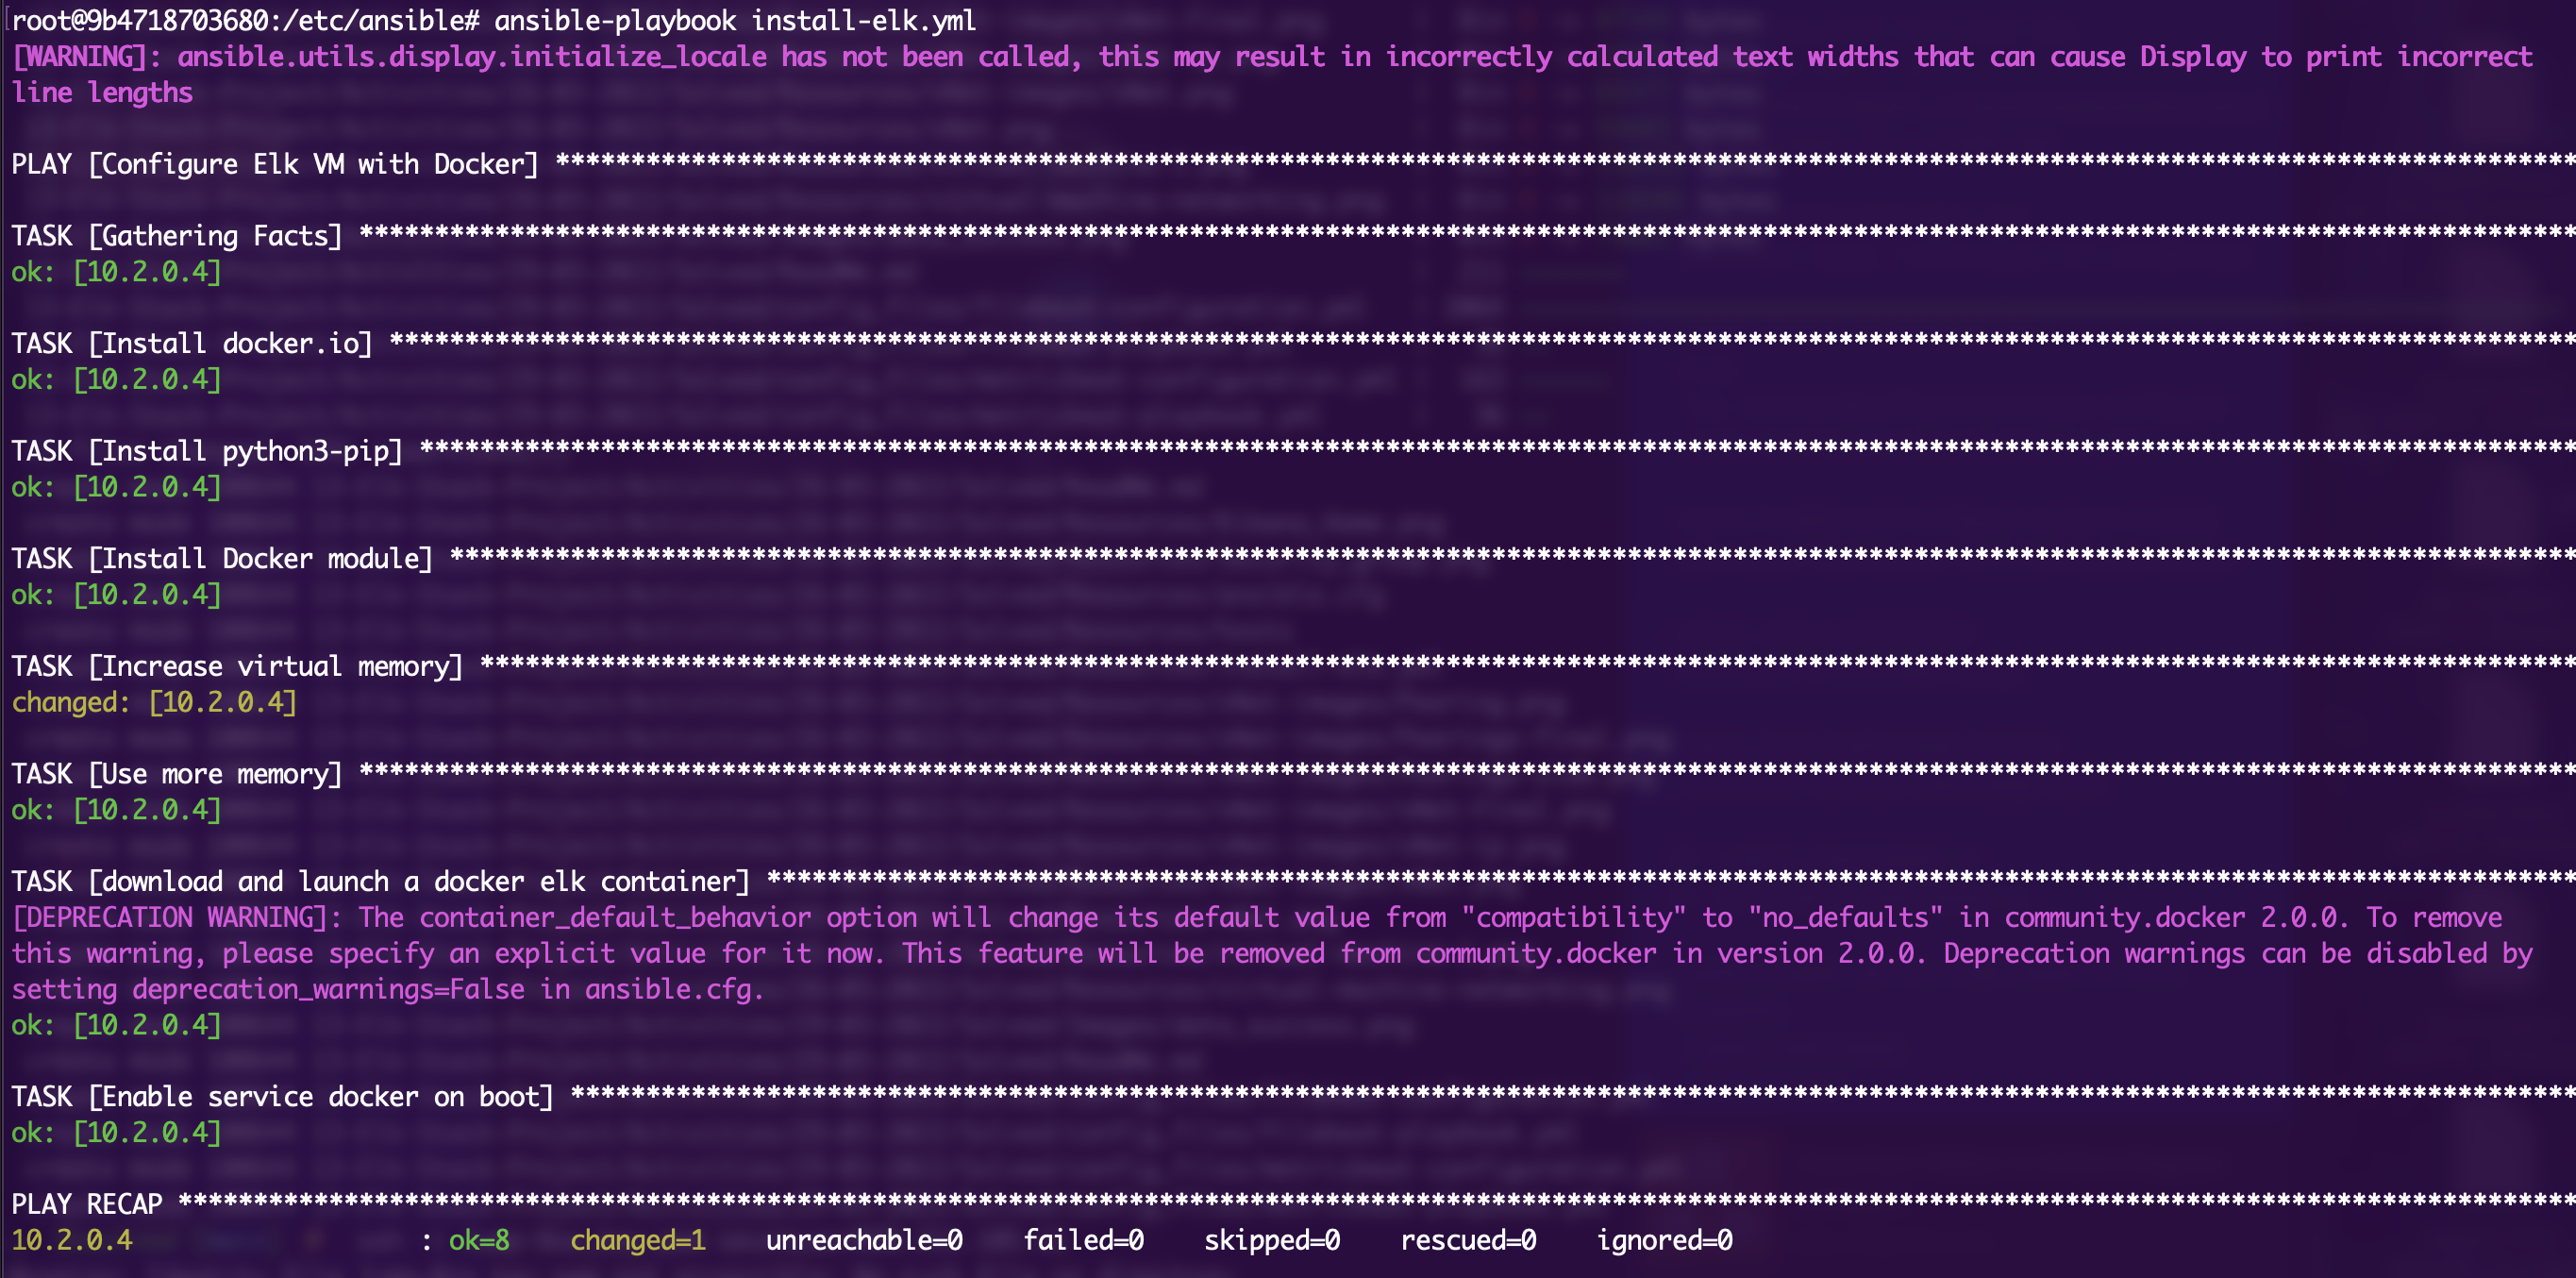 root@9b4718703680:/etc/ansible# ansible-playbook install-elk.yml
[WARNING]: ansible.utils.display.initialize_locale has not been called, this may result in incorrectly calculated text widths that can cause Display to print incorrect
line lengths
PLAY [Configure Elk VM with Docker] ****************************************************************************************************************************************
TASK [Gathering Facts] *****************************************************************************************************************************************************
ok: [10.2.0.4]
TASK [Install docker.io] ***************************************************************************************************************************************************
ok: [10.2.0.4]
TASK [Install python3-pip] *************************************************************************************************************************************************
ok: [10.2.0.4]
TASK [Install Docker module] ***********************************************************************************************************************************************
ok: [10.2.0.4]
TASK [Increase virtual memory] *********************************************************************************************************************************************
changed: [10.2.0.4]
TASK [Use more memory] *****************************************************************************************************************************************************
ok: [10.2.0.4]
TASK [download and launch a docker elk container] **************************************************************************************************************************
[DEPRECATION WARNING]: The container_default_behavior option will change its default value from "compatibility" to "no_defaults" in community.docker 2.0.0. To remove
this warning, please specify an explicit value for it now. This feature will be removed from community.docker in version 2.0.0. Deprecation warnings can be disabled by
setting deprecation_warnings=False in ansible.cfg.
ok: [10.2.0.4]
TASK [Enable service docker on boot] ***************************************************************************************************************************************
ok: [10.2.0.4]
PLAY RECAP *****************************************************************************************************************************************************************
10.2.0.4                   : ok=8    changed=1    unreachable=0    failed=0    skipped=0    rescued=0    ignored=0